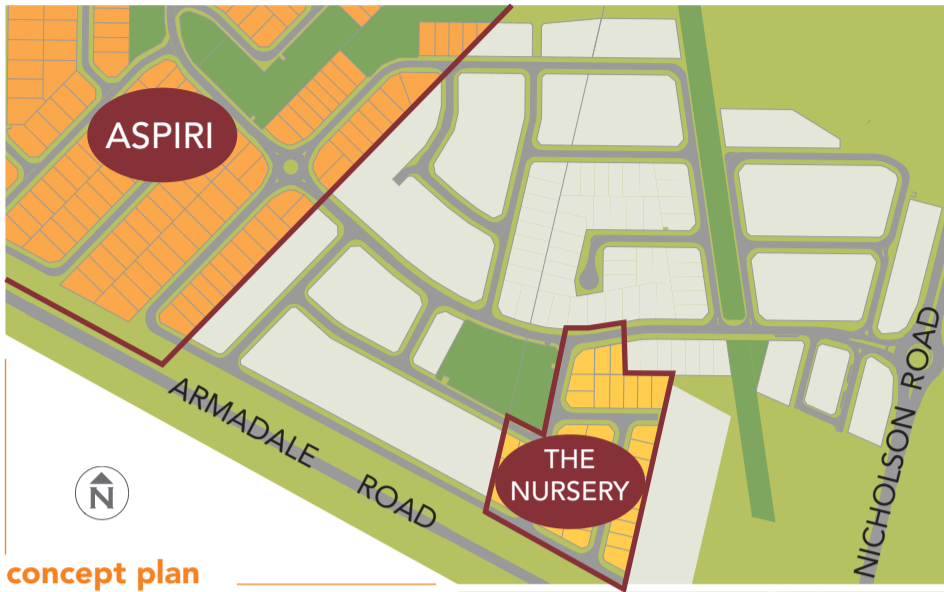 ASPIRI
ARMADALE ROAD
THE
NURSERY
NICHOLSON ROAD
N
concept plan